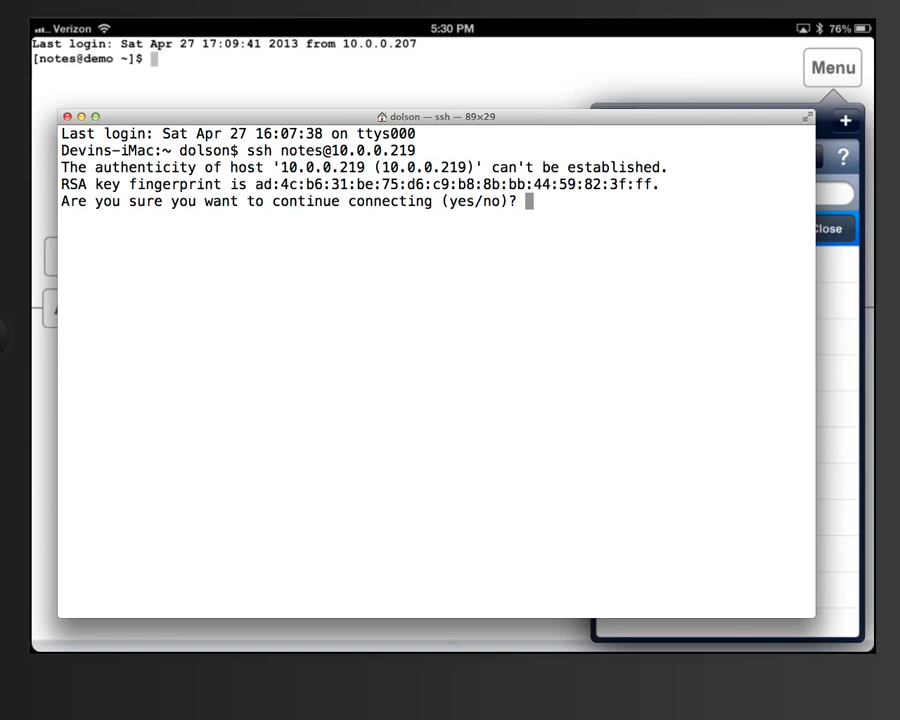 Verizon
5:30 PM
76%
Last login: Sat Apr 27 17:09:41 2013 from 10.0.0.207
[notes@demo ~]$
Menu
+
dolson — ssh — 89×29
?
Last login: Sat Apr 27 16:07:38 on ttys000
Devins-iMac:~ dolson$ ssh notes@10.0.0.219
The authenticity of host '10.0.0.219 (10.0.0.219)' can't be established.
RSA key fingerprint is ad:4c:b6:31:be:75:d6:c9:b8:8b:bb:44:59:82:3f:ff.
Are you sure you want to continue connecting (yes/no)?
Close